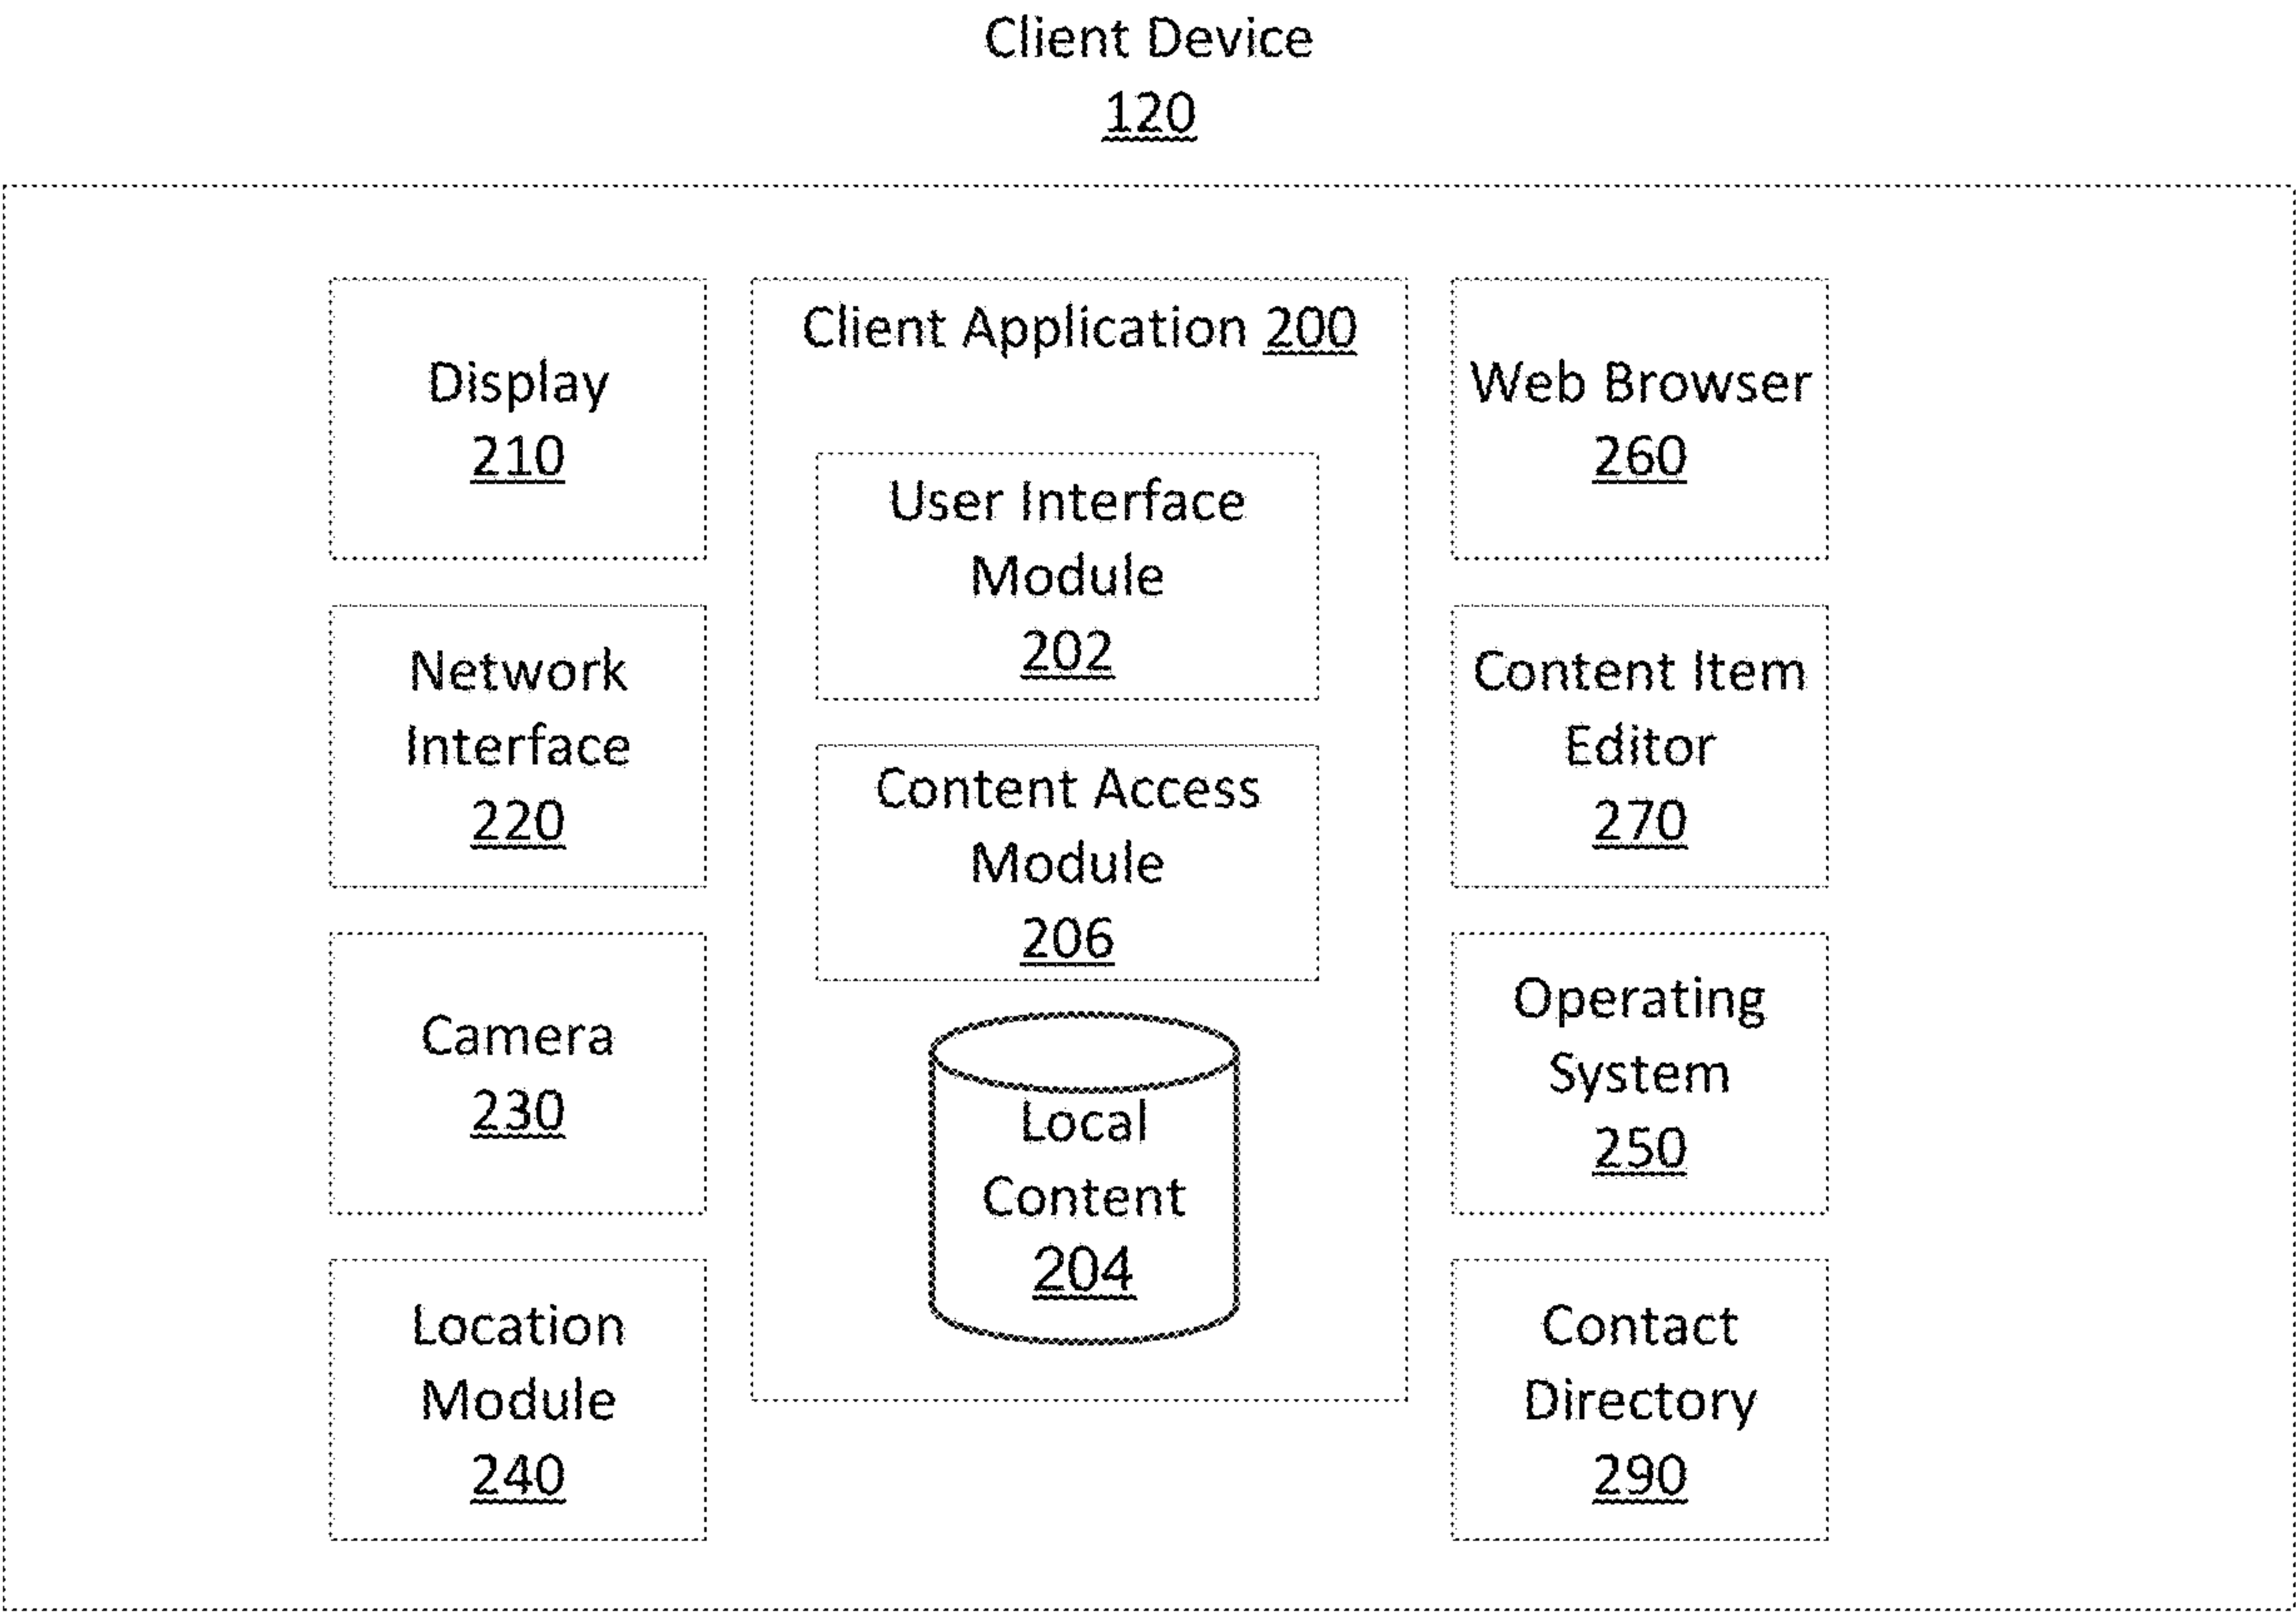 Client Device
120
Display
210
Network
Interface
220
Camera
230
Location
Module
240
Client Application 200
User Interface
Module
202
Content Access
Module
206
Local
Content
204
Web Browser
260
Content Item
Editor
270
Operating
System
250
Contact
Directory
290